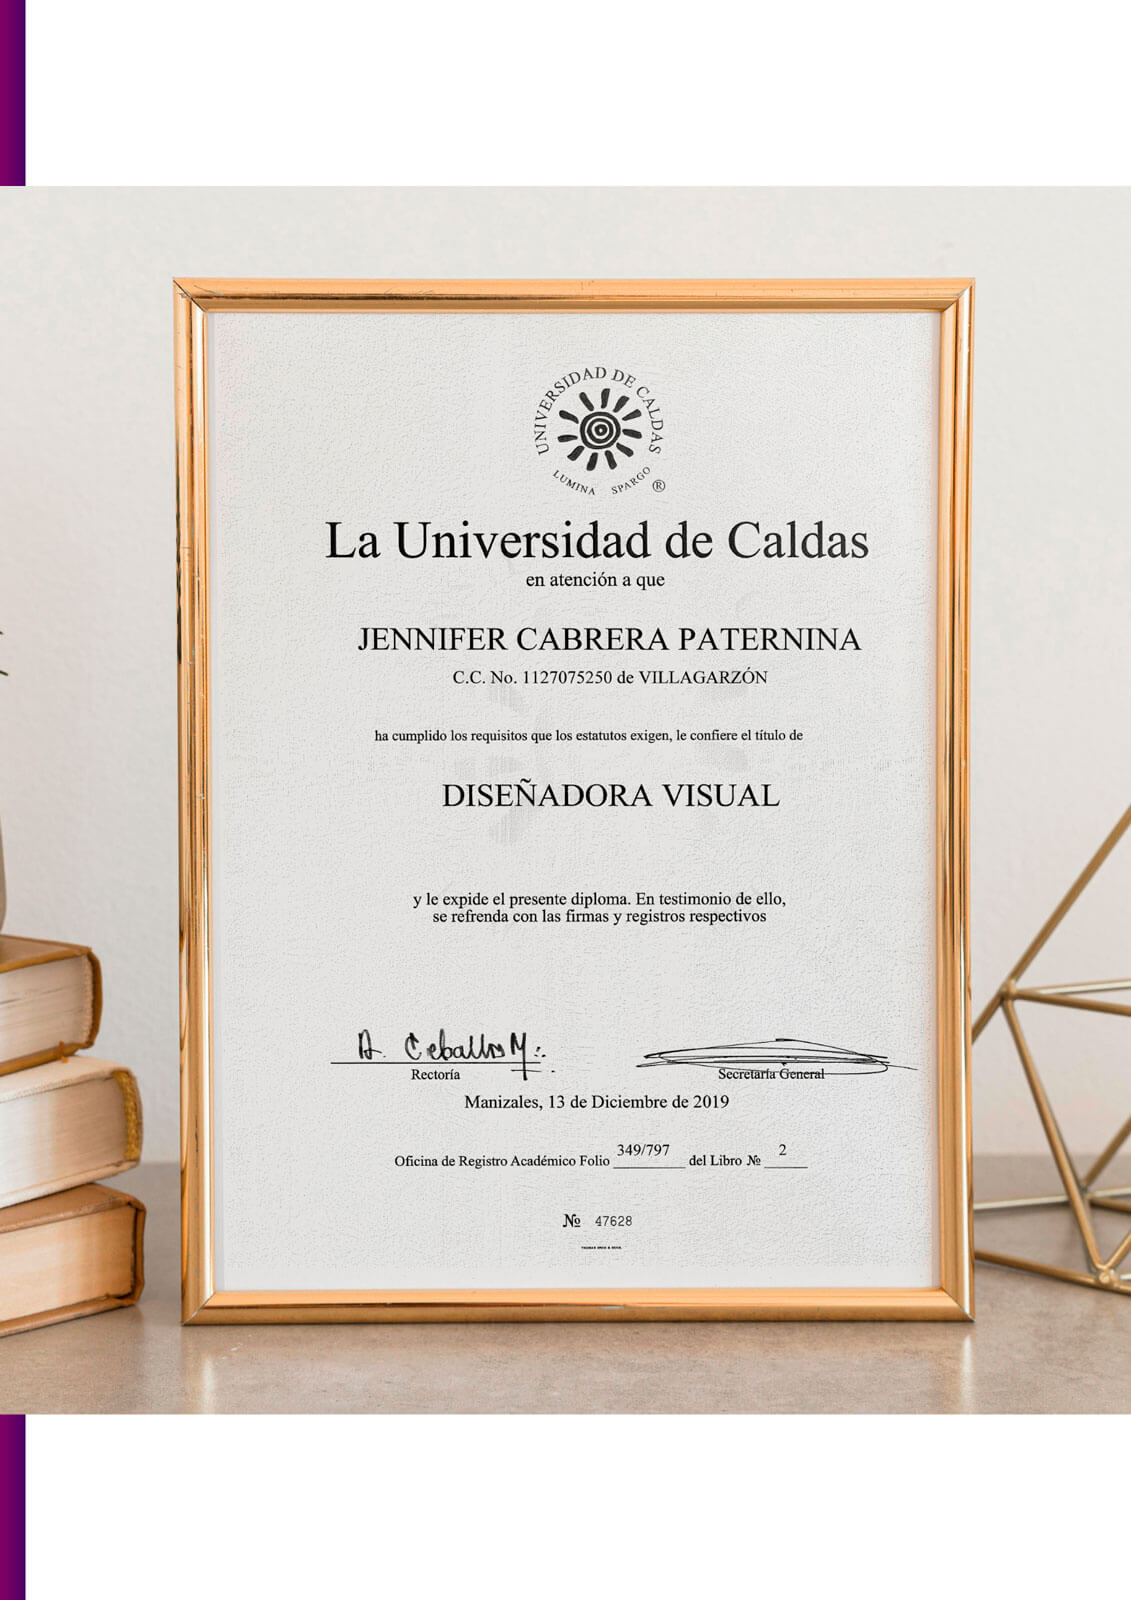 UNIVERSIDAD DE CALDAS
LUMINA SPARGO ®
La Universidad de Caldas
en atención a que
JENNIFER CABRERA PATERNINA
C.C. No. 1127075250 de VILLAGARZÓN
ha cumplido los requisitos que los estatutos exigen, le confiere el título de
DISEÑADORA VISUAL
y le expide el presente diploma. En testimonio de ello,
se refrenda con las firmas y registros respectivos
A. Ceballos M.
Rectoría Secretaría General
Manizales, 13 de Diciembre de 2019
Oficina de Registro Académico Folio 349/797 del Libro № 2
№ 47628